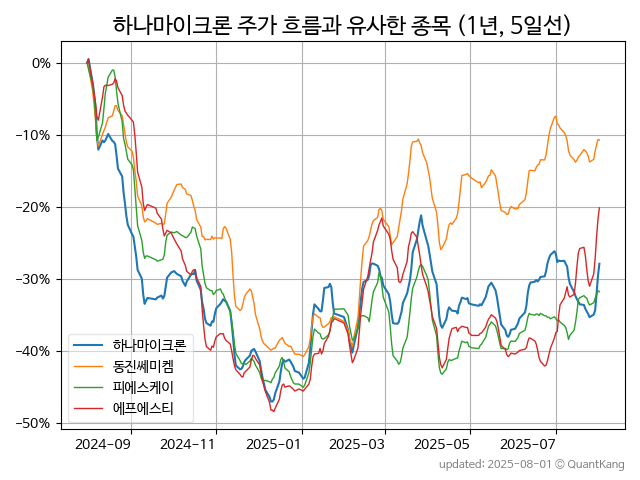 하나마이크론 주가 흐름과 유사한 종목 (1년, 5일선)
0%
−10%
−20%
−30%
−40%
−50%
하나마이크론
동진쎄미켐
피에스케이
에프에스티
2024−09 2024−11 2025−01 2025−03 2025−05 2025−07
updated: 2025-08-01 © QuantKang